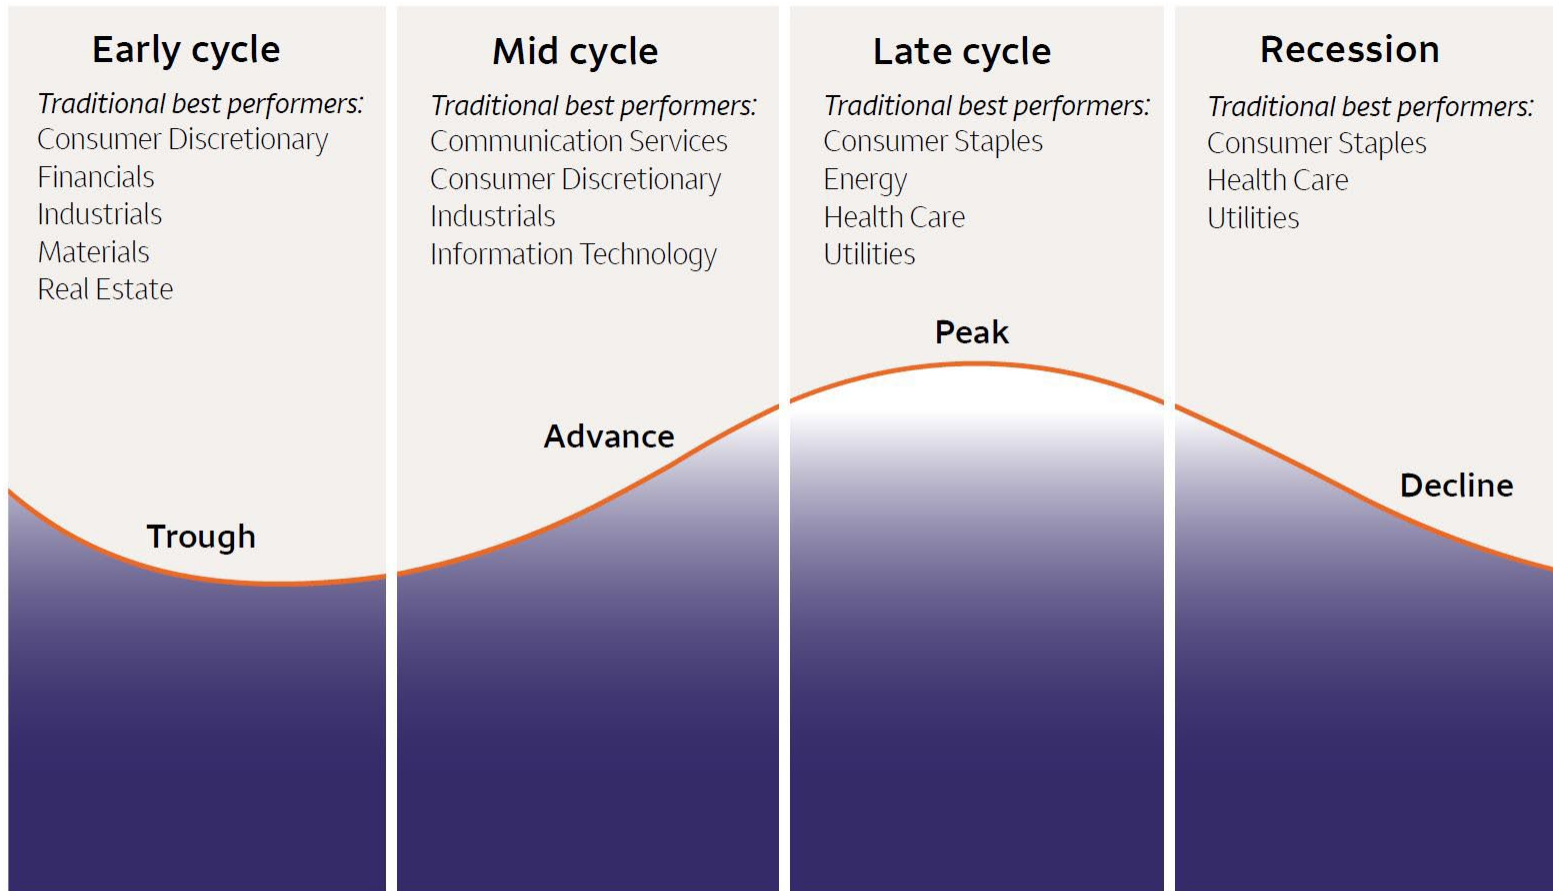 Early cycle
Traditional best performers:
Consumer Discretionary
Financials
Industrials
Materials
Real Estate
Trough
Mid cycle
Traditional best performers:
Communication Services
Consumer Discretionary
Industrials
Information Technology
Advance
Late cycle
Traditional best performers:
Consumer Staples
Energy
Health Care
Utilities
Peak
Recession
Traditional best performers:
Consumer Staples
Health Care
Utilities
Decline